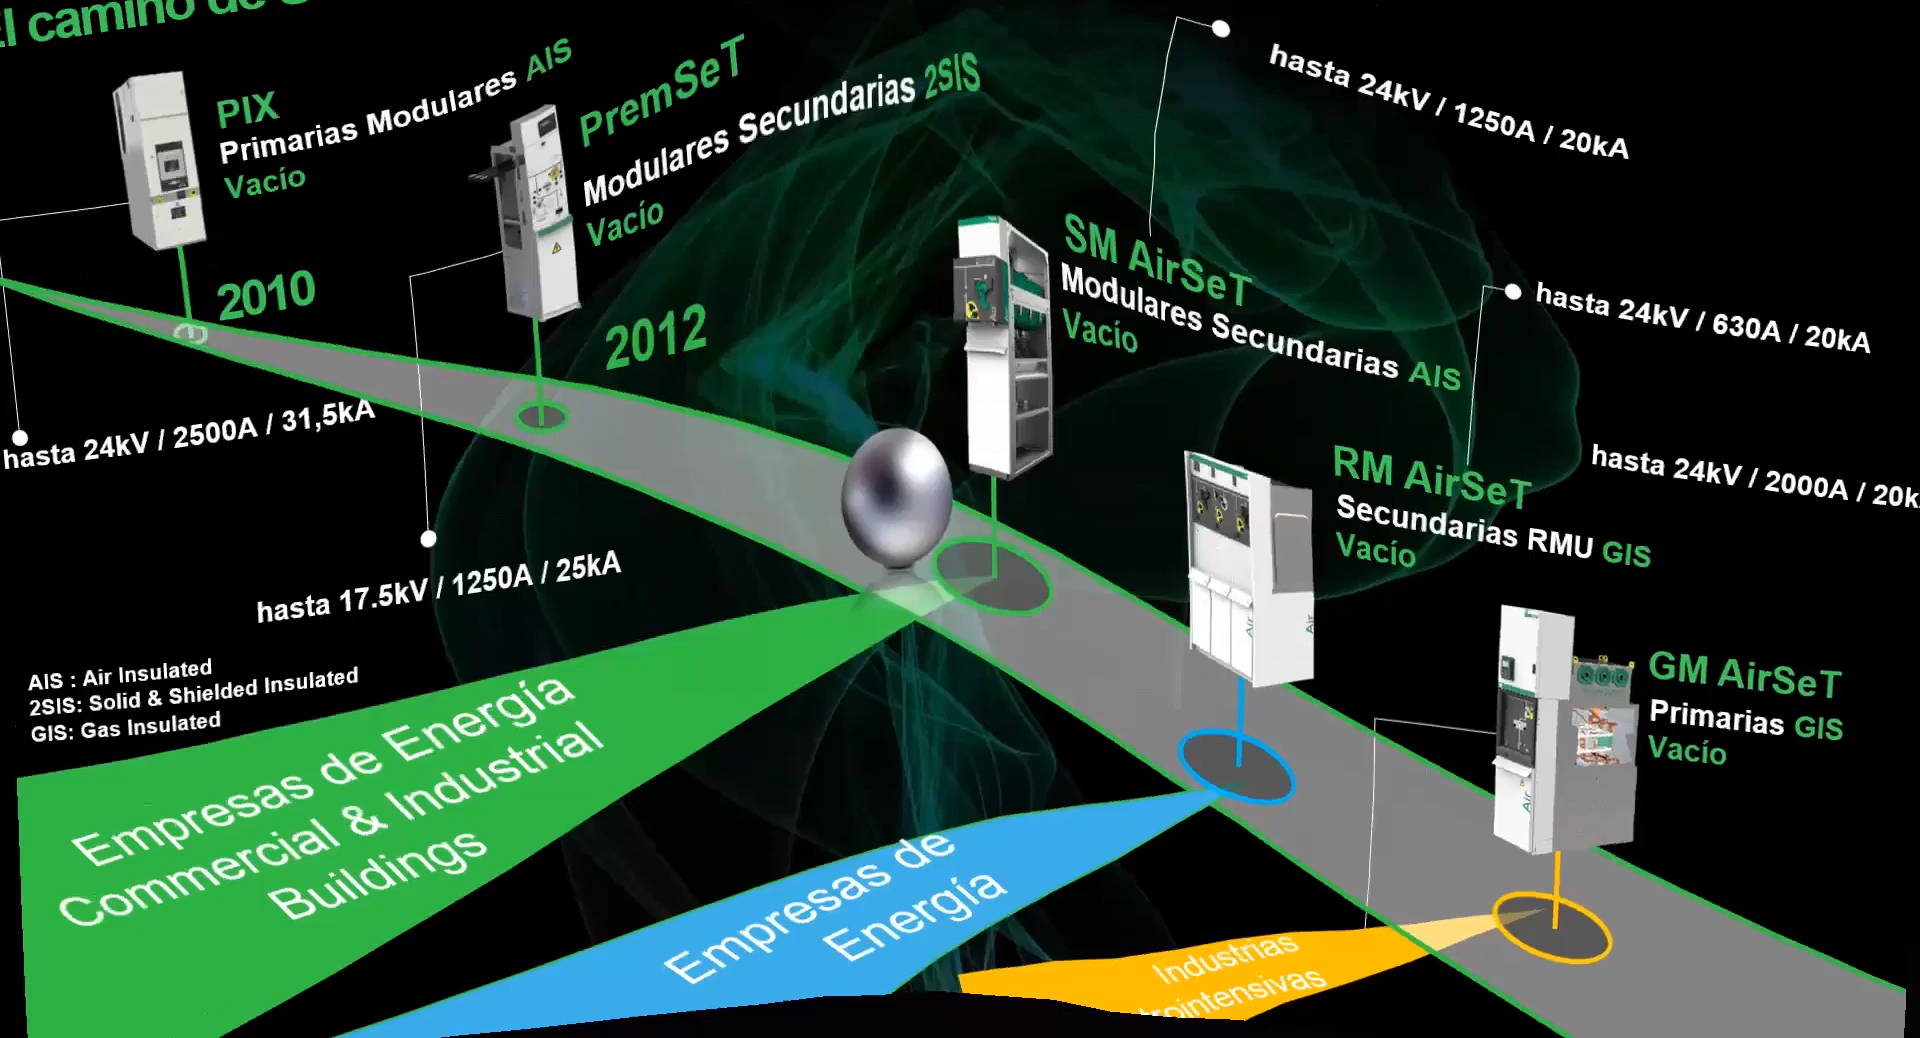 El camino de
PIX
Primarias Modulares AIS
Vacío
2010
hasta 24kV / 2500A / 31,5kA
PremSeT
Modulares Secundarias 2SIS
Vacío
2012
hasta 17.5kV / 1250A / 25kA
hasta 24kV / 1250A / 20kA
SM AirSeT
Modulares Secundarias AIS
Vacío
hasta 24kV / 630A / 20kA
RM AirSeT
Secundarias RMU GIS
Vacío
hasta 24kV / 2000A / 20k
GM AirSeT
Primarias GIS
Vacío
AIS : Air Insulated
2SIS: Solid & Shielded Insulated
GIS: Gas Insulated
Empresas de Energía
Commercial & Industrial
Buildings
Empresas de
Energía
Industrias
trointensivas